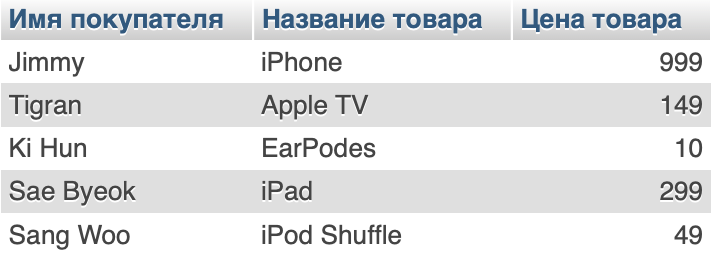 Имя покупателя Название товара Цена товара
Jimmy iPhone 999
Tigran Apple TV 149
Ki Hun EarPodes 10
Sae Byeok iPad 299
Sang Woo iPod Shuffle 49